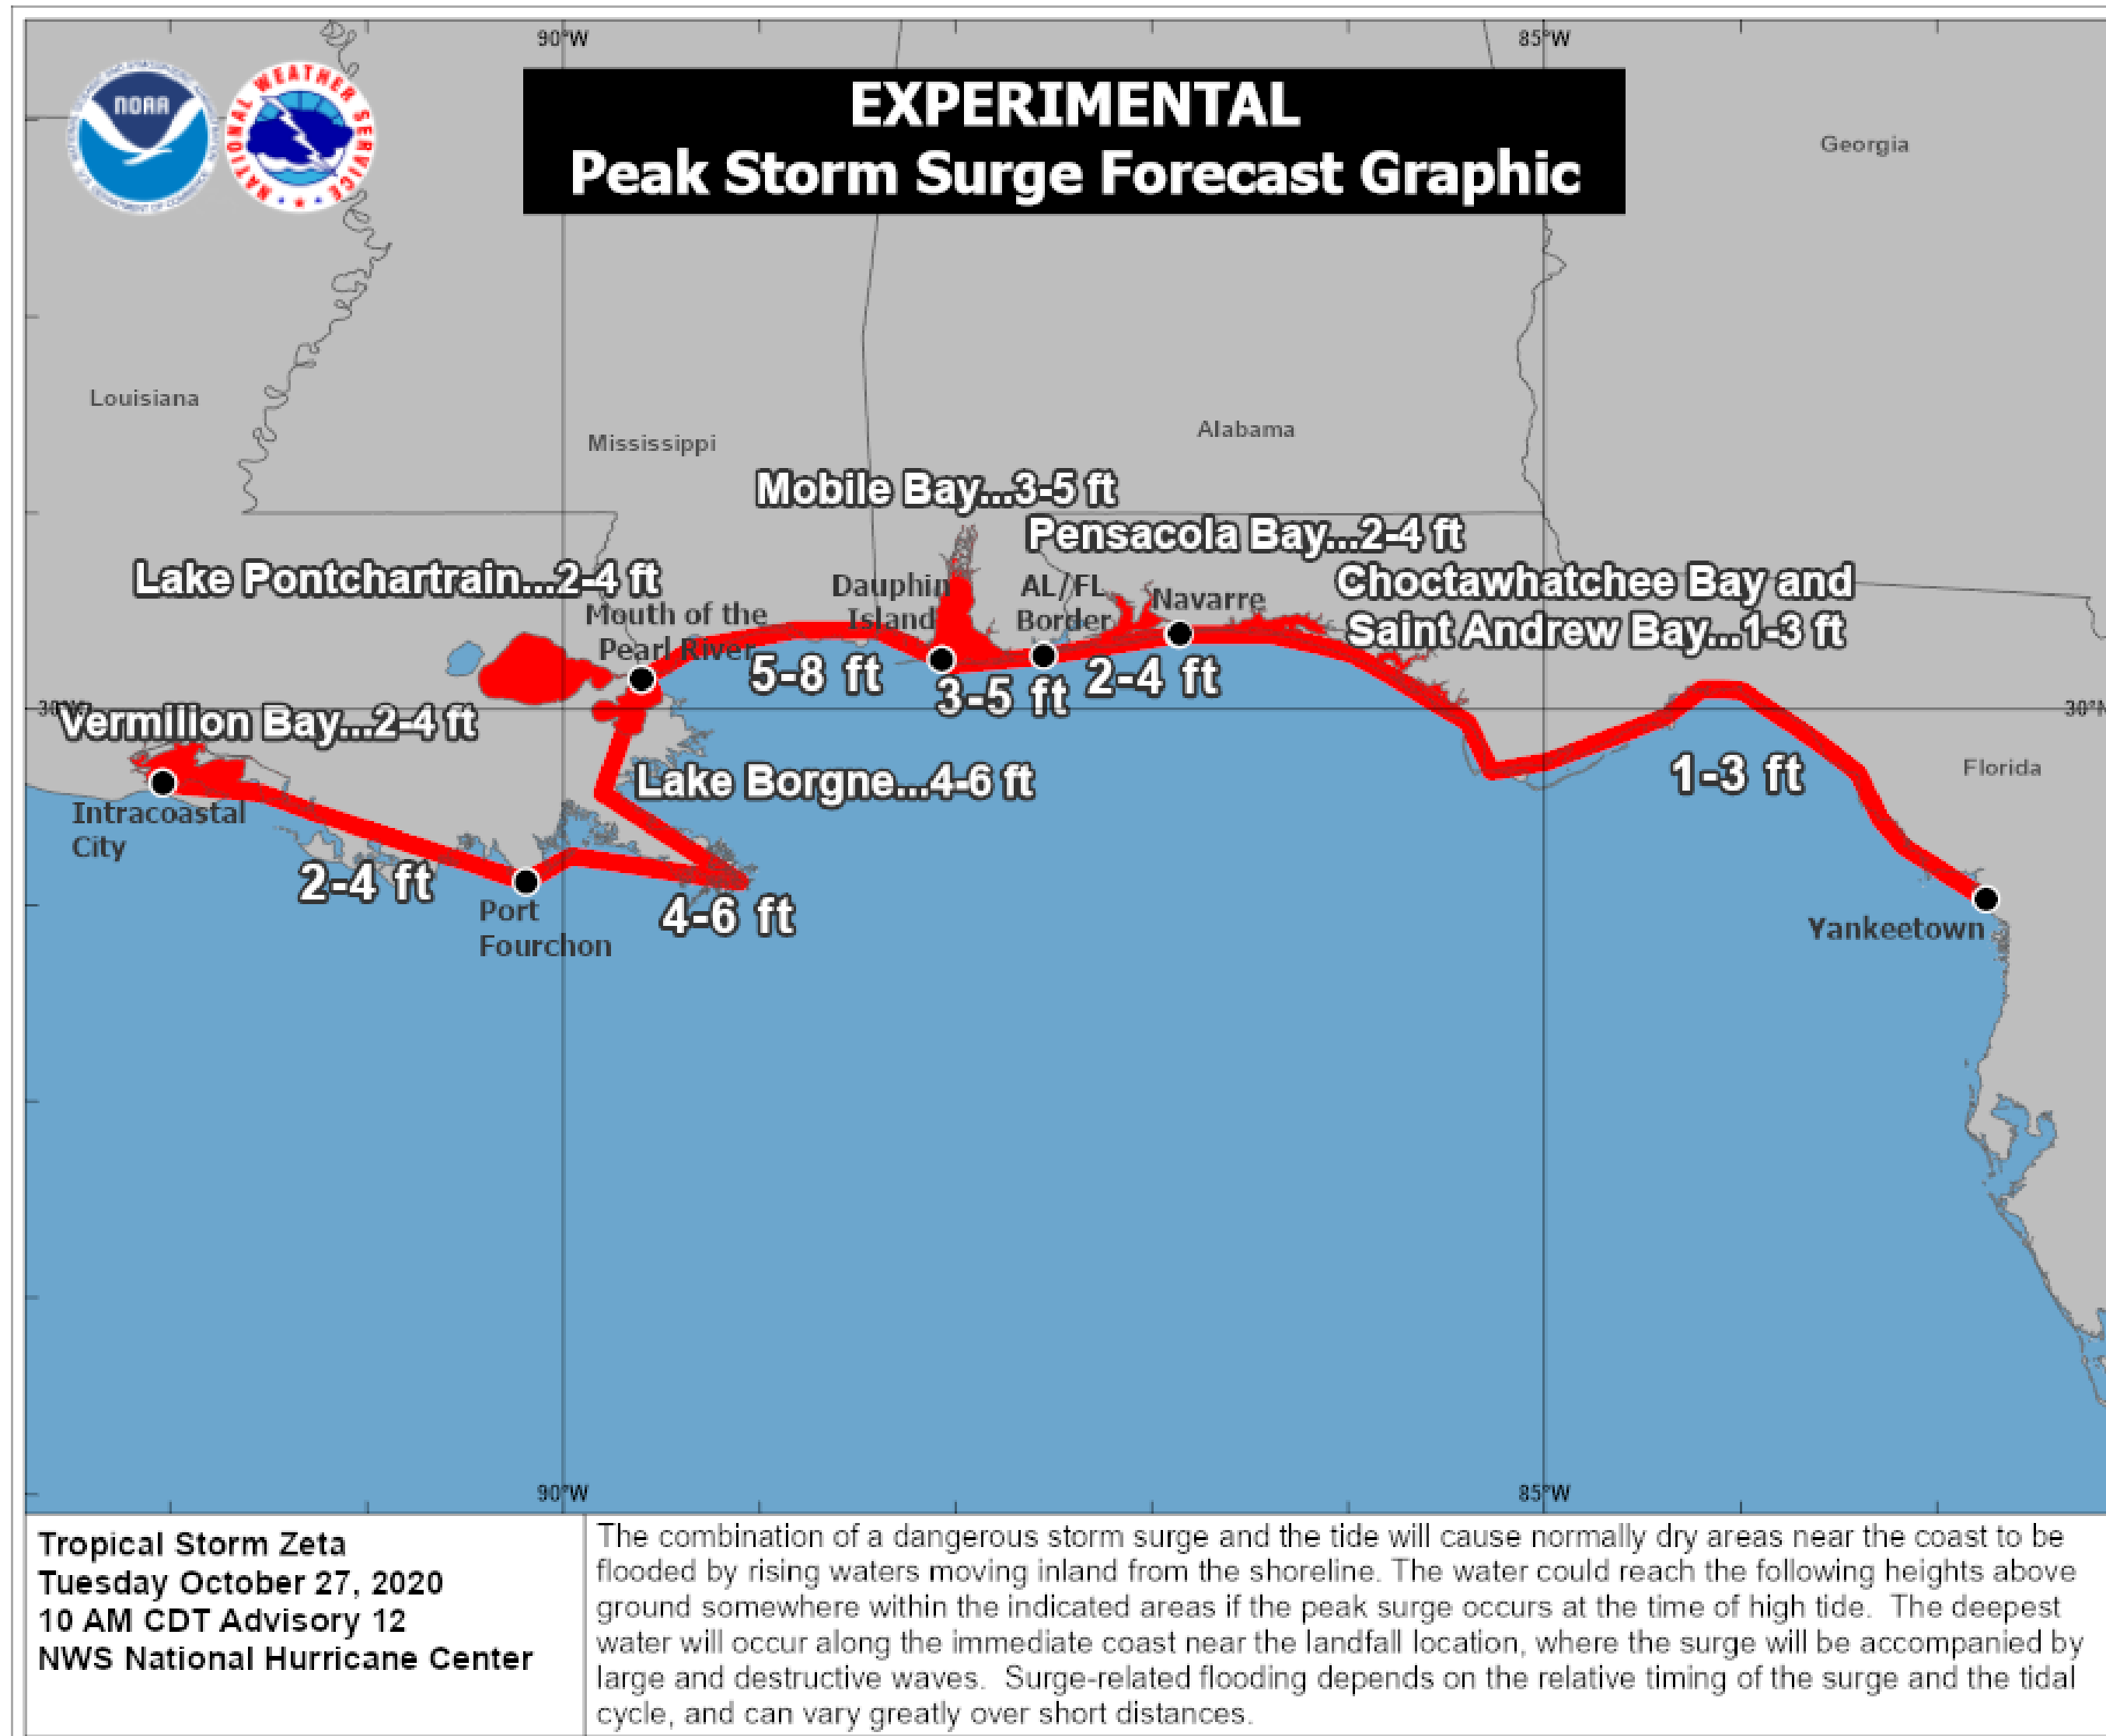 90°W
85°W
NOAA
NATIONAL WEATHER SERVICE
EXPERIMENTAL
Peak Storm Surge Forecast Graphic
Georgia
Louisiana
Mississippi
Alabama
Mobile Bay...3-5 ft
Pensacola Bay...2-4 ft
Lake Pontchartrain...2-4 ft
Choctawhatchee Bay and
Saint Andrew Bay...1-3 ft
Dauphin
Island
AL/FL
Border
Navarre
Mouth of the
Pearl River
5-8 ft
3-5 ft
2-4 ft
Vermilion Bay...2-4 ft
30°N
Lake Borgne...4-6 ft
1-3 ft
Florida
Intracoastal
City
2-4 ft
Port
Fourchon
4-6 ft
Yankeetown
90°W
85°W
Tropical Storm Zeta
Tuesday October 27, 2020
10 AM CDT Advisory 12
NWS National Hurricane Center
The combination of a dangerous storm surge and the tide will cause normally dry areas near the coast to be
flooded by rising waters moving inland from the shoreline. The water could reach the following heights above
ground somewhere within the indicated areas if the peak surge occurs at the time of high tide.  The deepest
water will occur along the immediate coast near the landfall location, where the surge will be accompanied by
large and destructive waves.  Surge-related flooding depends on the relative timing of the surge and the tidal
cycle, and can vary greatly over short distances.